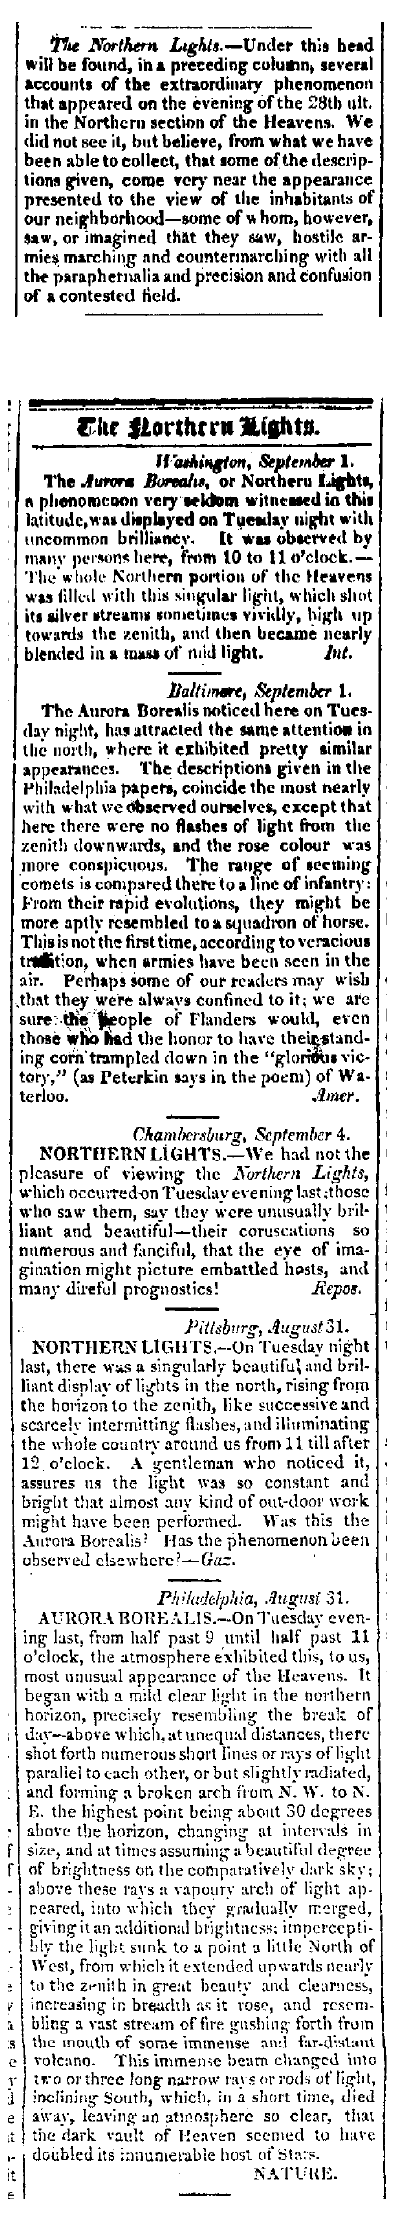 The Northern Lights.—Under this head
will be found, in a preceding column, several
accounts of the extraordinary phenomenon
that appeared on the evening of the 28th ult.
in the Northern section of the Heavens. We
did not see it, but believe, from what we have
been able to collect, that some of the descrip-
tions given, come very near the appearance
presented to the view of the inhabitants of
our neighborhood—some of whom, however,
saw, or imagined that they saw, hostile ar-
mies marching and countermarching with all
the paraphernalia and precision and confusion
of a contested field.
The Northern Lights.
Washington, September 1.
The Aurora Borealis, or Northern Lights,
a phenomenon very seldom witnessed in this
latitude, was displayed on Tuesday night with
uncommon brilliancy. It was observed by
many persons here, from 10 to 11 o'clock.—
The whole Northern portion of the Heavens
was filled with this singular light, which shot
its silver streams sometimes vividly, high up
towards the zenith, and then became nearly
blended in a mass of mild light. Int.
Baltimore, September 1.
The Aurora Borealis noticed here on Tues-
day night, has attracted the same attention in
the north, where it exhibited pretty similar
appearances. The descriptions given in the
Philadelphia papers, coincide the most nearly
with what we observed ourselves, except that
here there were no flashes of light from the
zenith downwards, and the rose colour was
more conspicuous. The range of seeming
comets is compared there to a line of infantry:
From their rapid evolutions, they might be
more aptly resembled to a squadron of horse.
This is not the first time, according to veracious
tradition, when armies have been seen in the
air. Perhaps some of our readers may wish
that they were always confined to it; we are
sure the people of Flanders would, even
those who had the honor to have their stand-
ing corn trampled down in the "glorious vic-
tory," (as Peterkin says in the poem) of Wa-
terloo. Amer.
Chambersburg, September 4.
NORTHERN LIGHTS.—We had not the
pleasure of viewing the Northern Lights,
which occurred on Tuesday evening last; those
who saw them, say they were unusually bril-
liant and beautiful—their coruscations so
numerous and fanciful, that the eye of ima-
gination might picture embattled hosts, and
many direful prognostics! Repos.
Pittsburg, August 31.
NORTHERN LIGHTS.—On Tuesday night
last, there was a singularly beautiful and bril-
liant display of lights in the north, rising from
the horizon to the zenith, like successive and
scarcely intermitting flashes, and illuminating
the whole country around us from 11 till after
12 o'clock. A gentleman who noticed it,
assures us the light was so constant and
bright that almost any kind of out-door work
might have been performed. Was this the
Aurora Borealis? Has the phenomenon been
observed elsewhere?—Gaz.
Philadelphia, August 31.
AURORA BOREALIS.—On Tuesday even-
ing last, from half past 9 until half past 11
o'clock, the atmosphere exhibited this, to us,
most unusual appearance of the Heavens. It
began with a mild clear light in the northern
horizon, precisely resembling the break of
day—above which, at unequal distances, there
shot forth numerous short lines or rays of light
parallel to each other, or but slightly radiated,
and forming a broken arch from N. W. to N.
E. the highest point being about 30 degrees
above the horizon, changing at intervals in
size, and at times assuming a beautiful degree
of brightness on the comparatively dark sky;
above these rays a vapoury arch of light ap-
peared, into which they gradually merged,
giving it an additional brightness; impercepti-
bly the light sunk to a point a little North of
West, from which it extended upwards nearly
to the zenith in great beauty and clearness,
increasing in breadth as it rose, and resem-
bling a vast stream of fire gushing forth from
the mouth of some immense and far-distant
volcano. This immense beam changed into
two or three long narrow rays or rods of light,
inclining South, which, in a short time, died
away, leaving an atmosphere so clear, that
the dark vault of Heaven seemed to have
doubled its innumerable host of Stars.
NATURE.